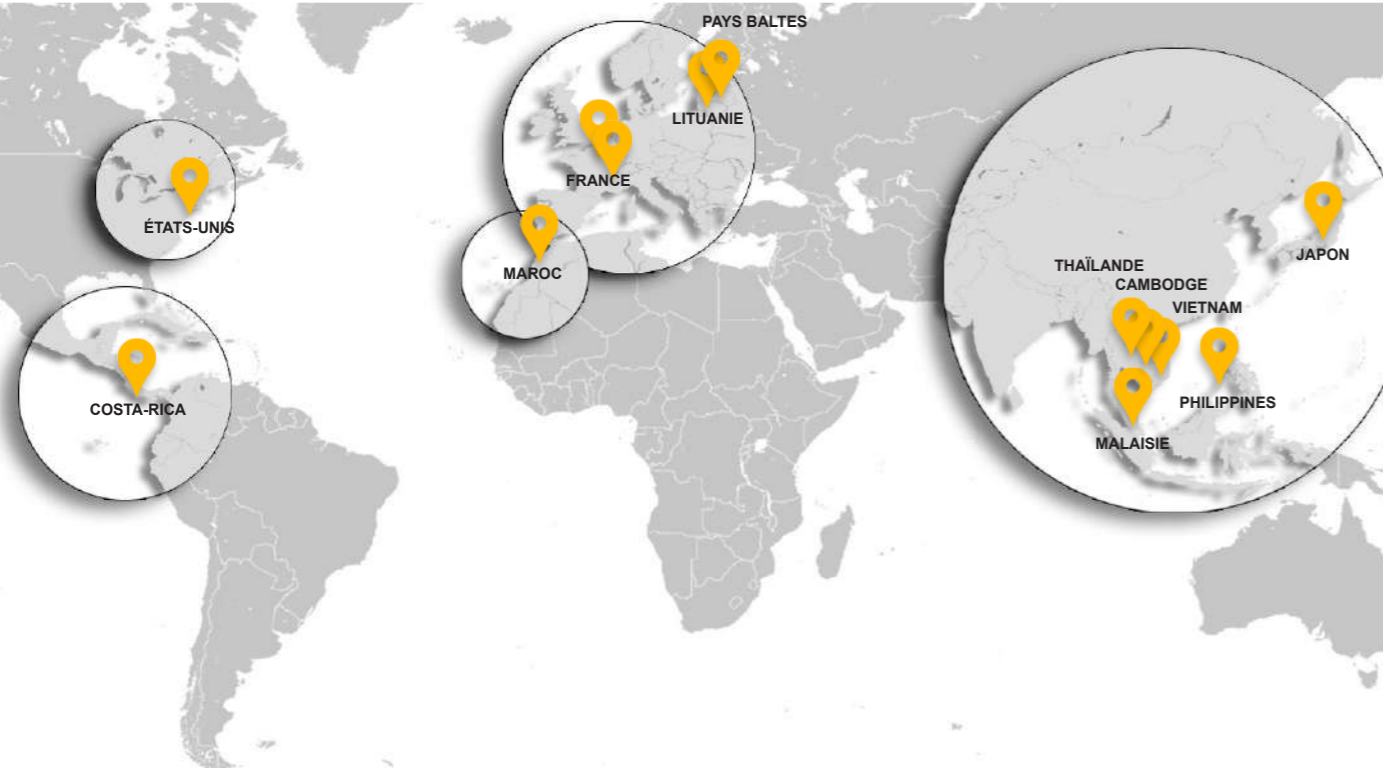 PAYS BALTES
LITUANIE
FRANCE
ÉTATS-UNIS
MAROC
COSTA-RICA
JAPON
THAÏLANDE
CAMBODGE
VIETNAM
PHILIPPINES
MALAISIE